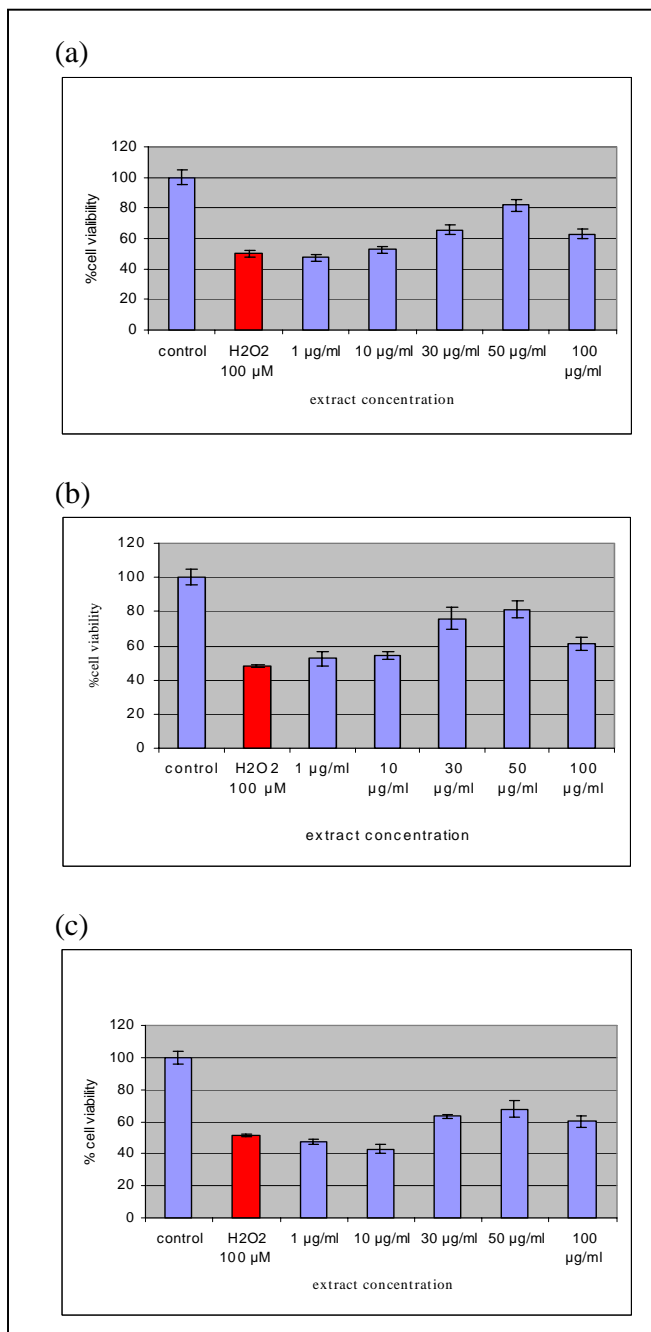 (a)
120
100
80
60
40
20
0
%cell vialibility
control H2O2 1 µg/ml 10 µg/ml 30 µg/ml 50 µg/ml 100
100 µM µg/ml
extract concentration
(b)
120
100
80
60
40
20
0
%cell viability
control H2O2 1 µg/ml 10 30 50 100
100 µM µg/ml µg/ml µg/ml µg/ml
extract concentration
(c)
120
100
80
60
40
20
0
% cell viability
control H2O2 1 µg/ml 10 µg/ml 30 µg/ml 50 µg/ml 100
100 µM µg/ml
extract concentration